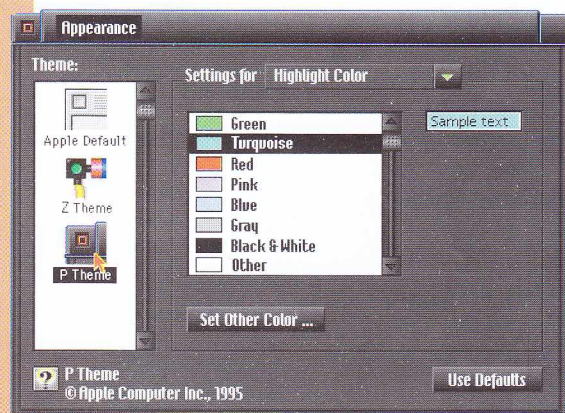 Appearance
Theme:
Apple Default
Z Theme
P Theme
Settings for Highlight Color
Green
Turquoise
Red
Pink
Blue
Gray
Black & White
Other
Sample text
Set Other Color ...
?
P Theme
© Apple Computer Inc., 1995
Use Defaults